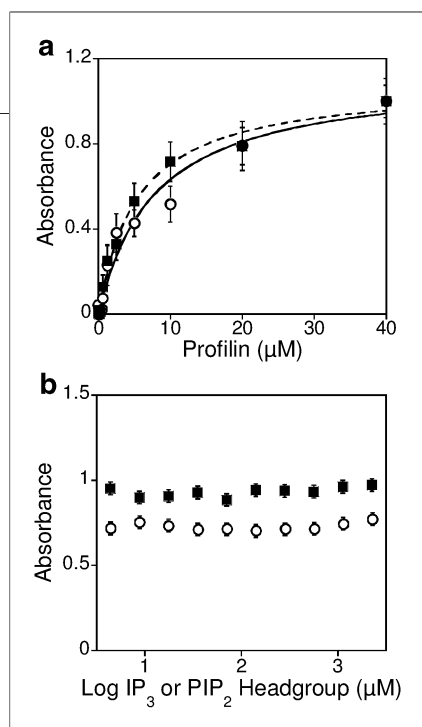 a
1.2
0.8
0.4
0
Absorbance
0 10 20 30 40
Profilin (µM)
b
1.5
1
0.5
0
Absorbance
1 2 3
Log IP3 or PIP2 Headgroup (µM)